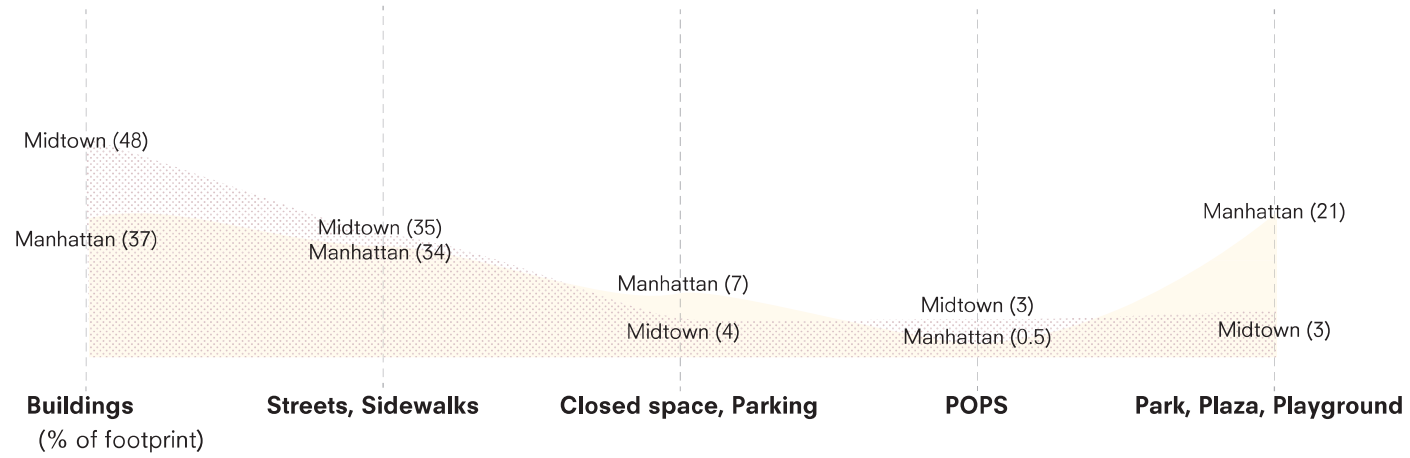 Midtown (48)
Manhattan (37)
Midtown (35)
Manhattan (34)
Manhattan (7)
Midtown (4)
Midtown (3)
Manhattan (0.5)
Manhattan (21)
Midtown (3)
Buildings
(% of footprint)
Streets, Sidewalks
Closed space, Parking
POPS
Park, Plaza, Playground